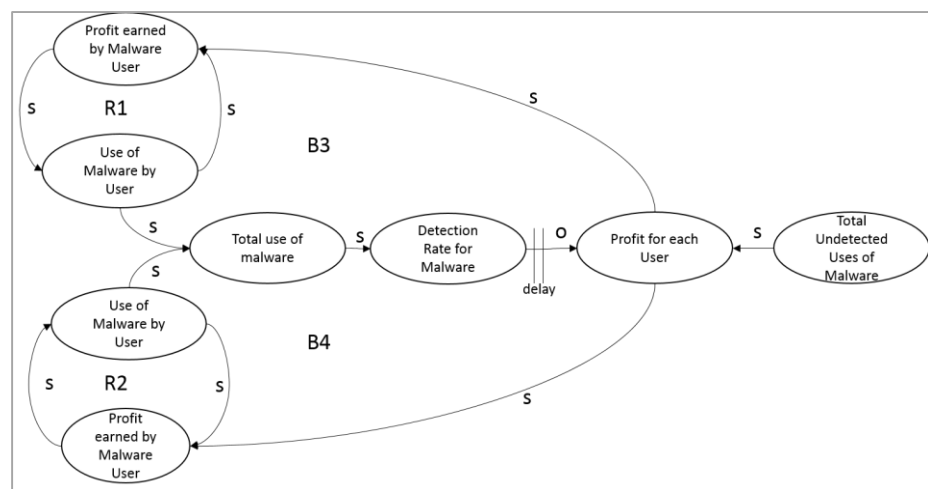 Profit earned
by Malware
User
S
R1
S
S
B3
Use of
Malware by
User
S
Total use of
malware
S
Detection
Rate for
Malware
O
delay
Profit for each
User
S
Total
Undetected
Uses of
Malware
S
Use of
Malware by
User
B4
S
R2
S
S
Profit
earned by
Malware
User